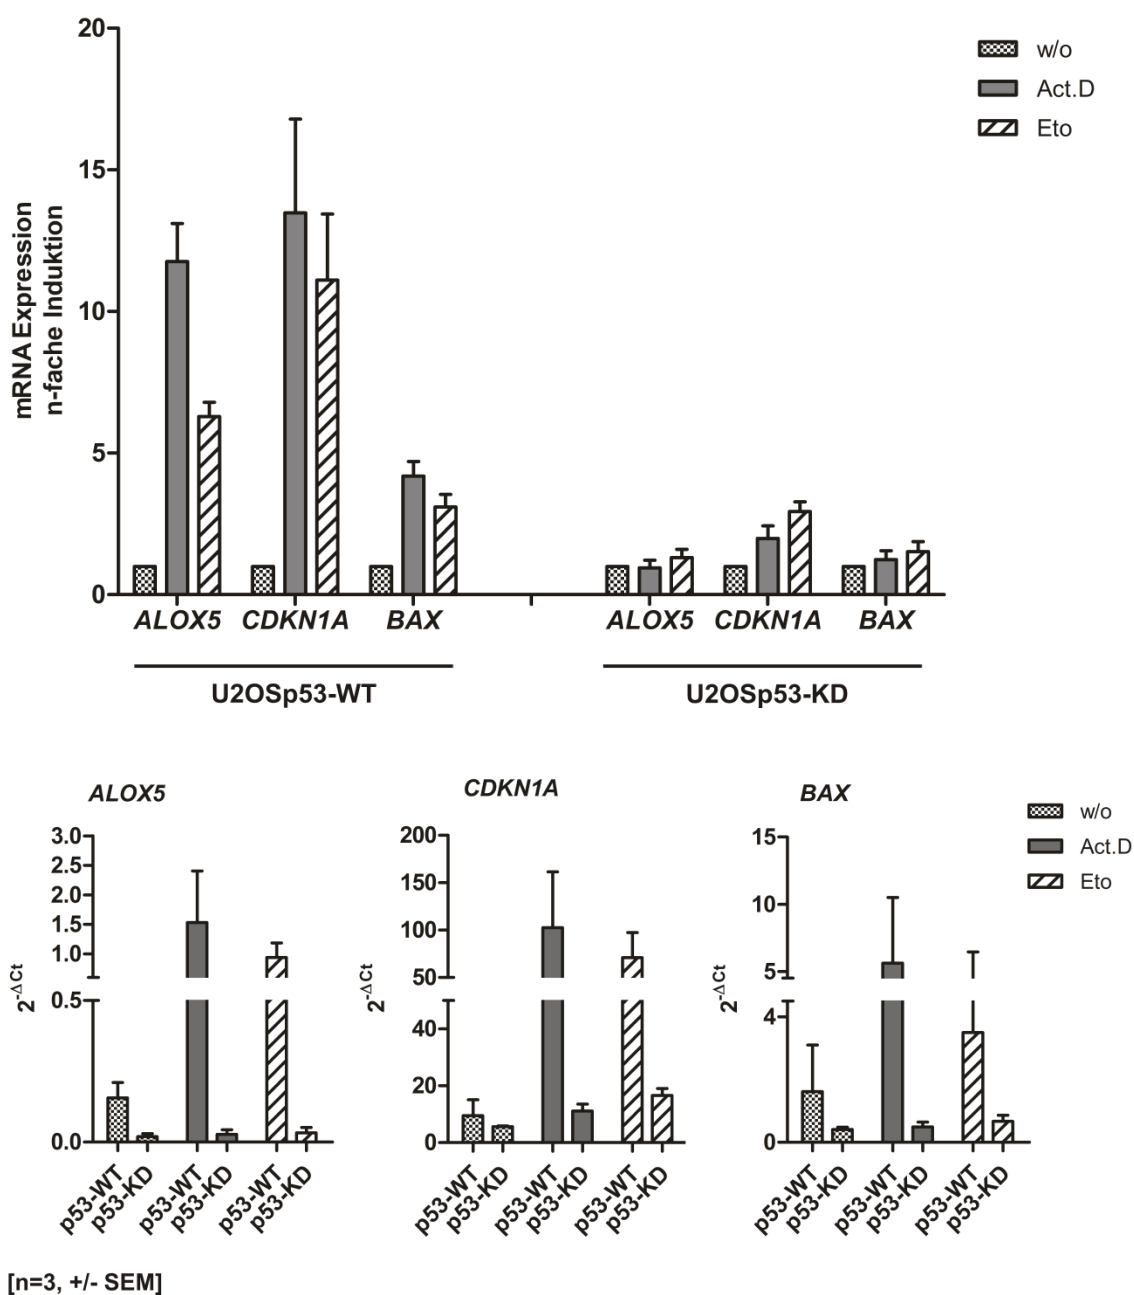 20
15
10
5
0
mRNA Expression
n-fache Induktion
w/o
Act.D
Eto
ALOX5 CDKN1A BAX ALOX5 CDKN1A BAX
U2OSp53-WT U2OSp53-KD
ALOX5
3.0
2.5
2.0
1.5
1.0
0.5
0.0
2-ΔCt
p53-WT p53-KD p53-WT p53-KD p53-WT p53-KD
CDKN1A
200
150
100
50
40
20
0
2-ΔCt
p53-WT p53-KD p53-WT p53-KD p53-WT p53-KD
BAX
15
10
5
4
0
2-ΔCt
p53-WT p53-KD p53-WT p53-KD p53-WT p53-KD
w/o
Act.D
Eto
[n=3, +/- SEM]